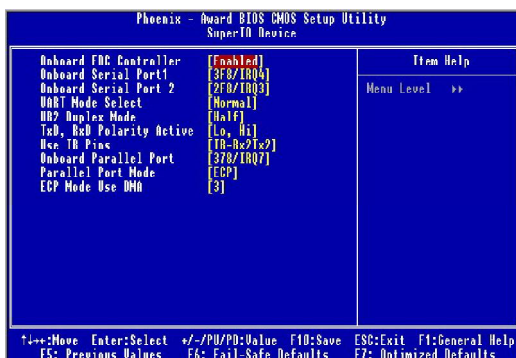 Phoenix - Award BIOS CMOS Setup Utility
SuperIO Device
Onboard FDC Controller [Enabled]
Onboard Serial Port1 [3F8/IRQ4]
Onboard Serial Port 2 [2F8/IRQ3]
UART Mode Select [Normal]
UR2 Duplex Mode [Half]
TxD, RxD Polarity Active [Lo, Hi]
Use IR Pins [IR-Rx2Tx2]
Onboard Parallel Port [378/IRQ7]
Parallel Port Mode [ECP]
ECP Mode Use DMA [3]
Item Help
Menu Level ▸▸
↑↓→←:Move Enter:Select +/-/PU/PD:Value F10:Save ESC:Exit F1:General Help
F5: Previous Values F6: Fail-Safe Defaults F7: Optimized Defaults